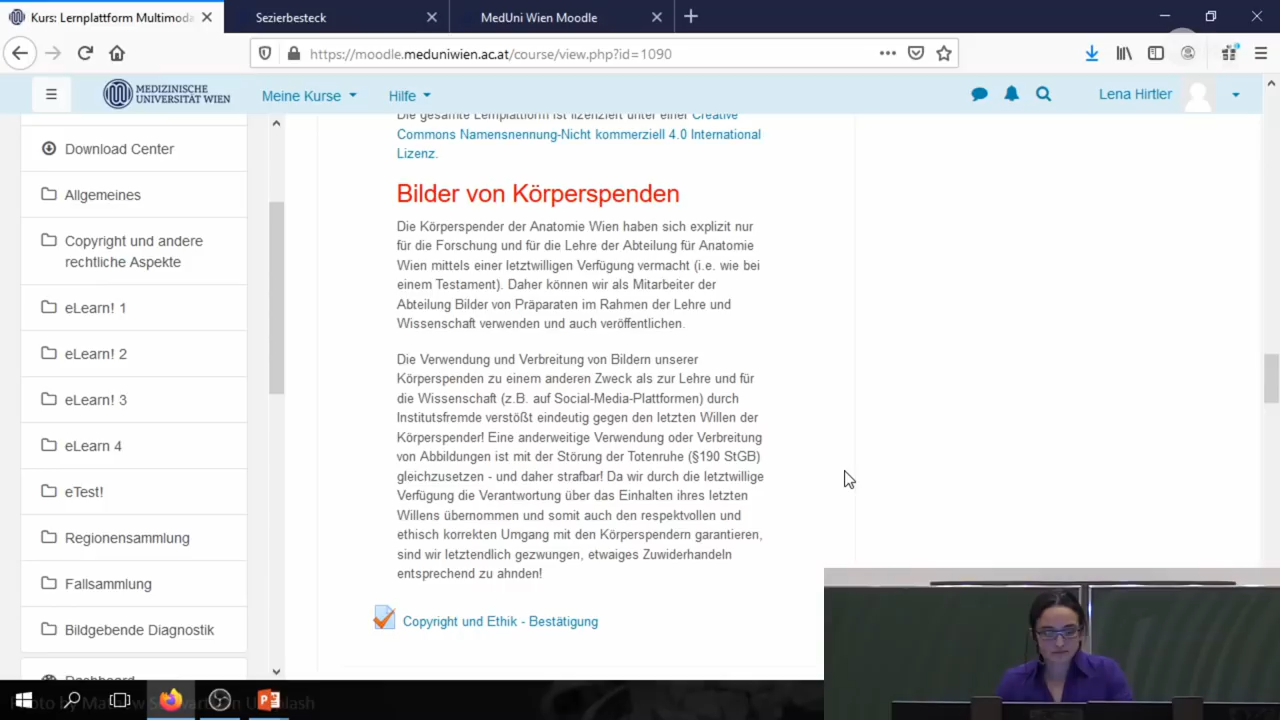 Kurs: Lernplattform Multimoda
Sezierbesteck
MedUni Wien Moodle
https://moodle.meduniwien.ac.at/course/view.php?id=1090
MEDIZINISCHE
UNIVERSITÄT WIEN
Meine Kurse
Hilfe
Lena Hirtler
Download Center
Allgemeines
Copyright und andere
rechtliche Aspekte
eLearn! 1
eLearn! 2
eLearn! 3
eLearn 4
eTest!
Regionensammlung
Fallsammlung
Bildgebende Diagnostik
Dashboard
Die gesamte Lernplattform ist lizenziert unter einer Creative
Commons Namensnennung-Nicht kommerziell 4.0 International
Lizenz.
Bilder von Körperspenden
Die Körperspender der Anatomie Wien haben sich explizit nur
für die Forschung und für die Lehre der Abteilung für Anatomie
Wien mittels einer letztwilligen Verfügung vermacht (i.e. wie bei
einem Testament). Daher können wir als Mitarbeiter der
Abteilung Bilder von Präparaten im Rahmen der Lehre und
Wissenschaft verwenden und auch veröffentlichen.
Die Verwendung und Verbreitung von Bildern unserer
Körperspenden zu einem anderen Zweck als zur Lehre und für
die Wissenschaft (z.B. auf Social-Media-Plattformen) durch
Institutsfremde verstößt eindeutig gegen den letzten Willen der
Körperspender! Eine anderweitige Verwendung oder Verbreitung
von Abbildungen ist mit der Störung der Totenruhe (§190 StGB)
gleichzusetzen - und daher strafbar! Da wir durch die letztwillige
Verfügung die Verantwortung über das Einhalten ihres letzten
Willens übernommen und somit auch den respektvollen und
ethisch korrekten Umgang mit den Körperspendern garantieren,
sind wir letztendlich gezwungen, etwaiges Zuwiderhandeln
entsprechend zu ahnden!
Copyright und Ethik - Bestätigung